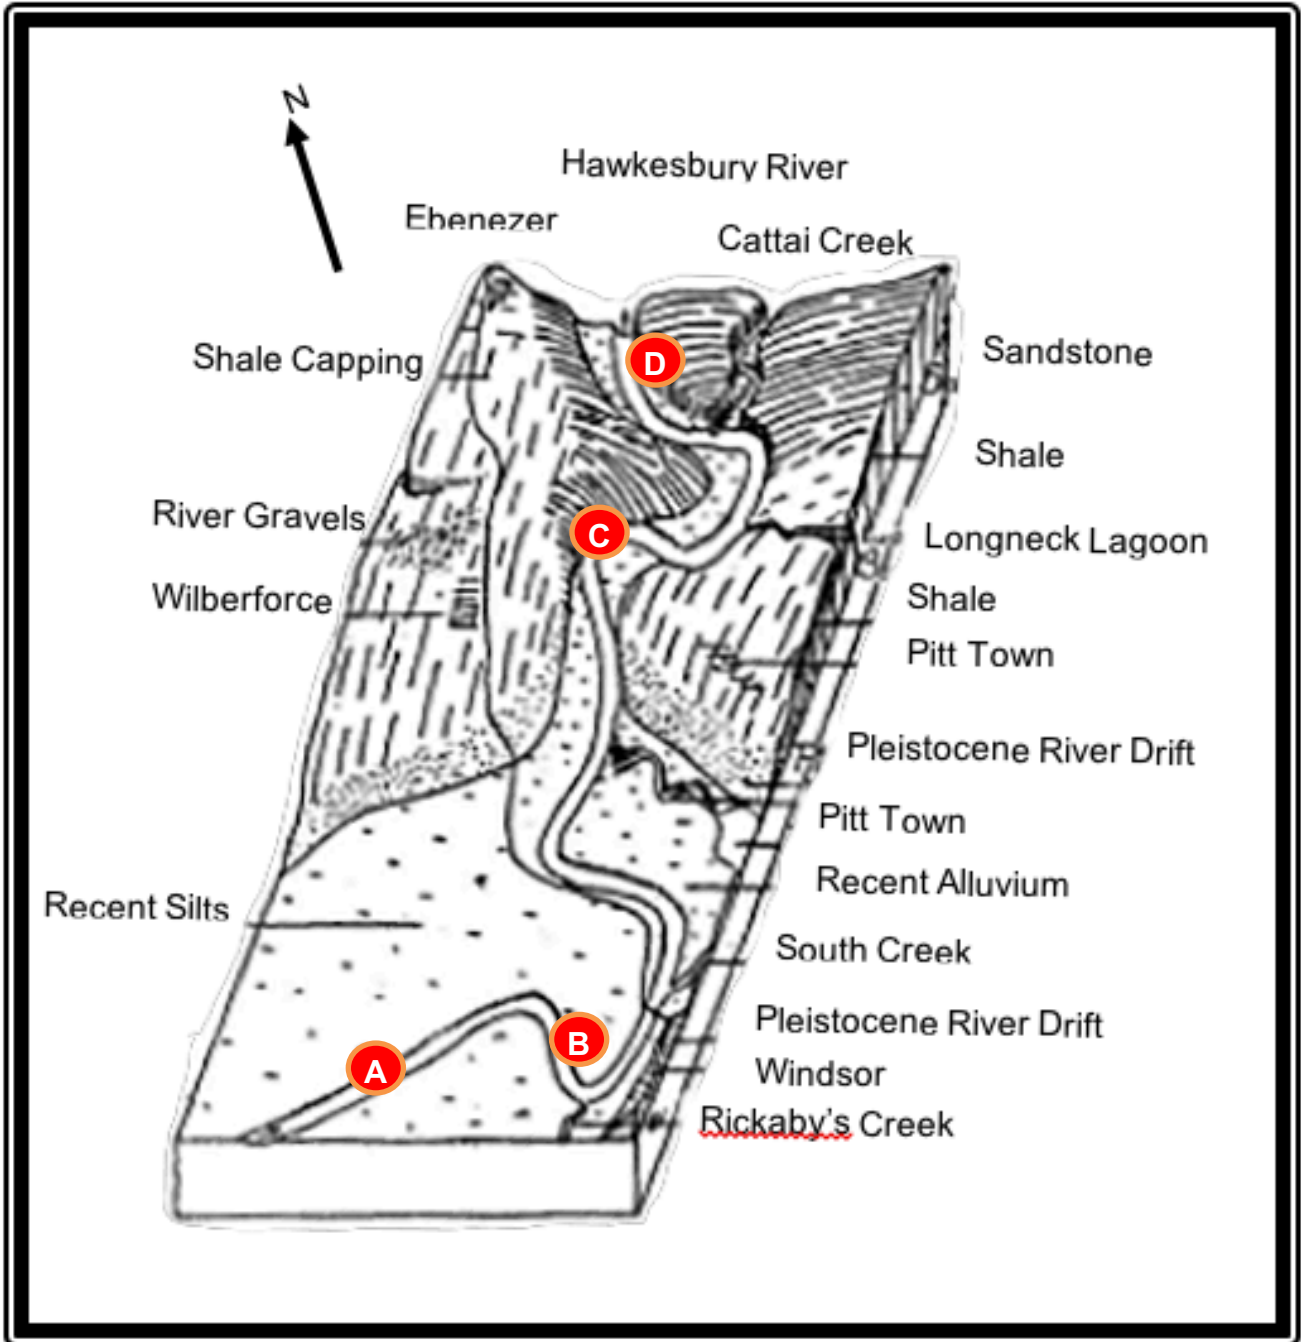 N
Hawkesbury River
Ebenezer
Cattai Creek
Shale Capping
Sandstone
D
Shale
River Gravels
C
Longneck Lagoon
Wilberforce
Shale
Pitt Town
Pleistocene River Drift
Pitt Town
Recent Silts
Recent Alluvium
South Creek
Pleistocene River Drift
B
A
Windsor
Rickaby's Creek